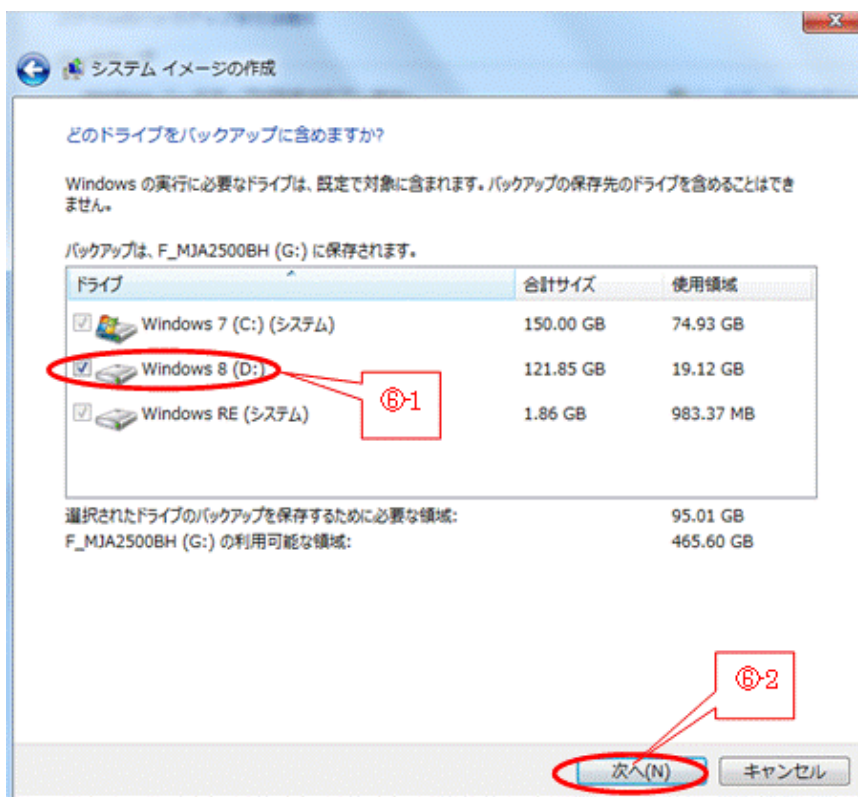 システム イメージの作成
どのドライブをバックアップに含めますか?
Windows の実行に必要なドライブは、既定で対象に含まれます。バックアップの保存先のドライブを含めることはでき
ません。
バックアップは、F_MJA2500BH (G:) に保存されます。
ドライブ 合計サイズ 使用領域
Windows 7 (C:) (システム) 150.00 GB 74.93 GB
Windows 8 (D:) 121.85 GB 19.12 GB
⑥-1
Windows RE (システム) 1.86 GB 983.37 MB
選択されたドライブのバックアップを保存するために必要な領域: 95.01 GB
F_MJA2500BH (G:) の利用可能な領域: 465.60 GB
⑥-2
次へ(N) キャンセル